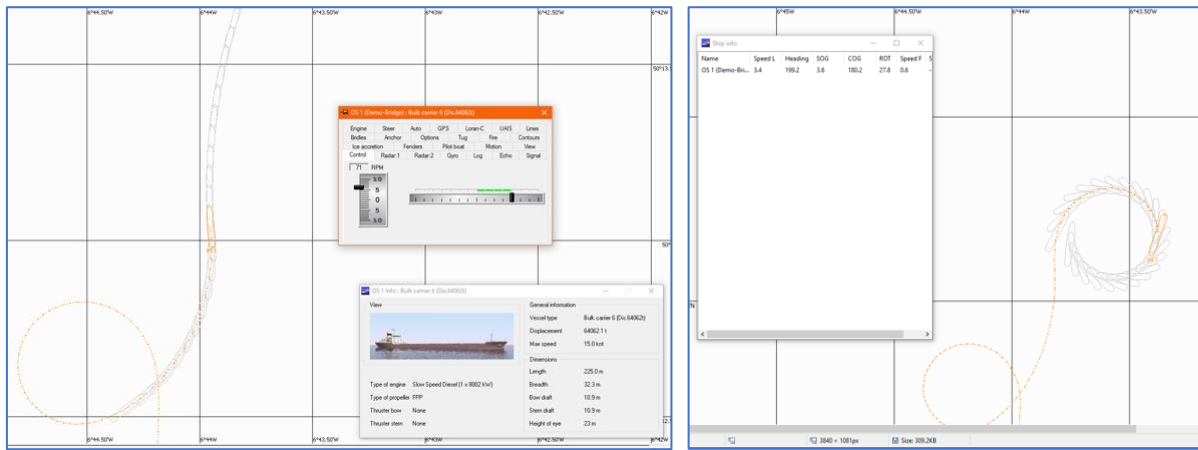 6°44.50'W 6°44'W 6°43.50'W 6°43'W 6°42.50'W 6°42'W
50°13.5
OS 1 (Demo-Bridge) : Bulk carrier 6 (Dis.64062t)
Engine Steer Auto GPS Loran-C UAIS Lines
Bridles Anchor Options Tug Fire Contours
Ice accretion Fenders Pilot boat Motion View
Control Radar 1 Radar 2 Gyro Log Echo Signal
71 RPM
10
5
0
5
10
50°
OS 1 Info : Bulk carrier 6 (Dis.64062t)
View
General information
Vessel type Bulk carrier 6 (Dis.64062t)
Displacement 64062.1 t
Max speed 15.0 knt
Dimensions
Length 225.0 m
Type of engine Slow Speed Diesel (1 x 8002 kW)
Breadth 32.3 m
Type of propeller FPP
Bow draft 10.9 m
Thruster bow None
Stern draft 10.9 m
Thruster stern None
Height of eye 23 m
6°44.50'W 6°44'W 6°43.50'W 6°43'W 6°42.50'W 6°42'W
6°45'W 6°44.50'W 6°44'W 6°43.50'W
Ship info
Name Speed L Heading SOG COG ROT Speed F S
OS 1 (Demo-Bri... 3.4 199.2 3.6 180.2 27.8 0.6 -
3840 × 1081px Size: 309.2KB